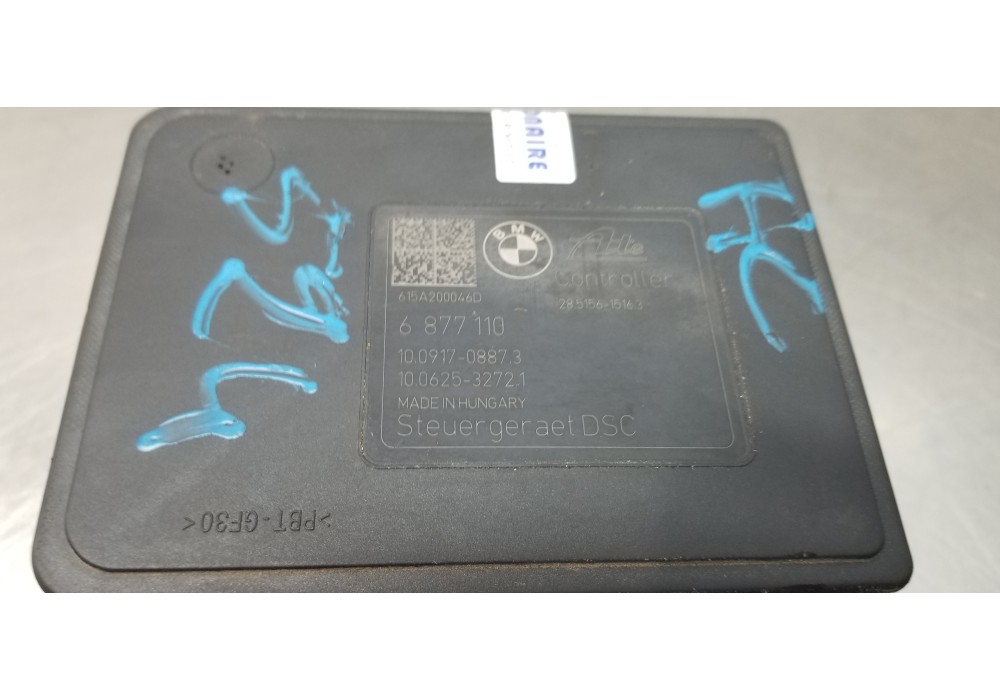 BMW
Ate
Controller
615A200046D
28.5156-1516.3
6 877 110
10.0917-0887.3
10.0625-3272.1
MADE IN HUNGARY
Steuergeraet DSC
>PBT-GF30<